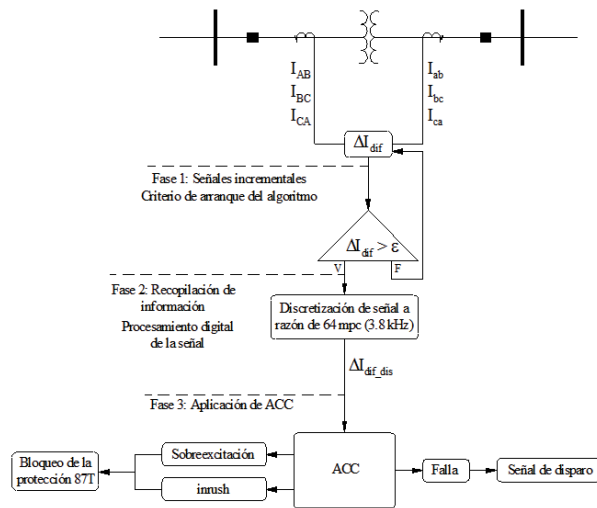 I_AB
I_BC
I_CA
I_ab
I_bc
I_ca
ΔI_dif
Fase 1: Señales incrementales
Criterio de arranque del algoritmo
ΔI_dif > ε
V
F
Fase 2: Recopilación de
información
Procesamiento digital
de la señal
Discretización de señal a
razón de 64 mpc (3.8 kHz)
ΔI_dif_dis
Fase 3: Aplicación de ACC
Bloqueo de la
protección 87T
Sobreexcitación
inrush
ACC
Falla
Señal de disparo